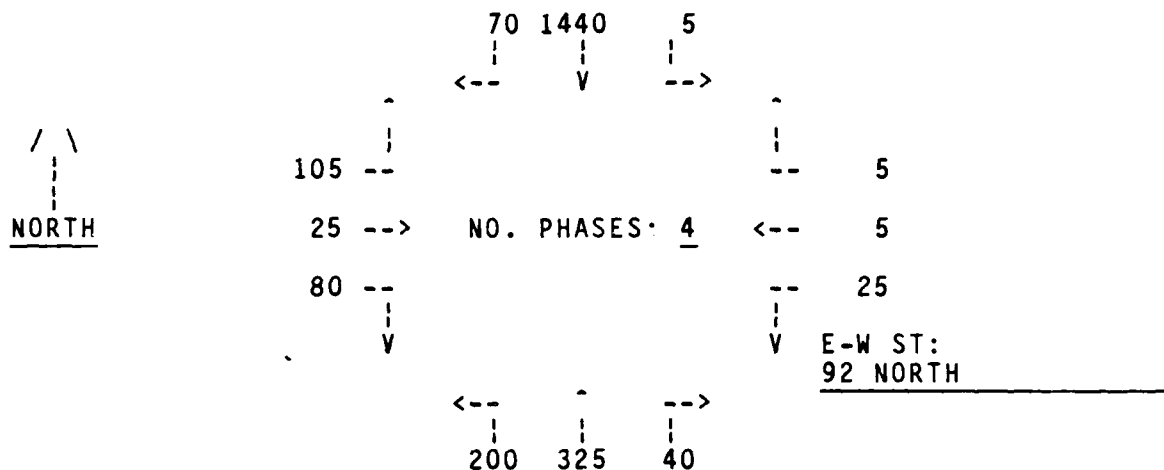 70 1440 5
<-- V -->
^ ^
/ \
105 -- -- 5
NORTH 25 --> NO. PHASES: 4 <-- 5
80 -- -- 25
V V E-W ST:
92 NORTH
<-- ^ -->
200 325 40